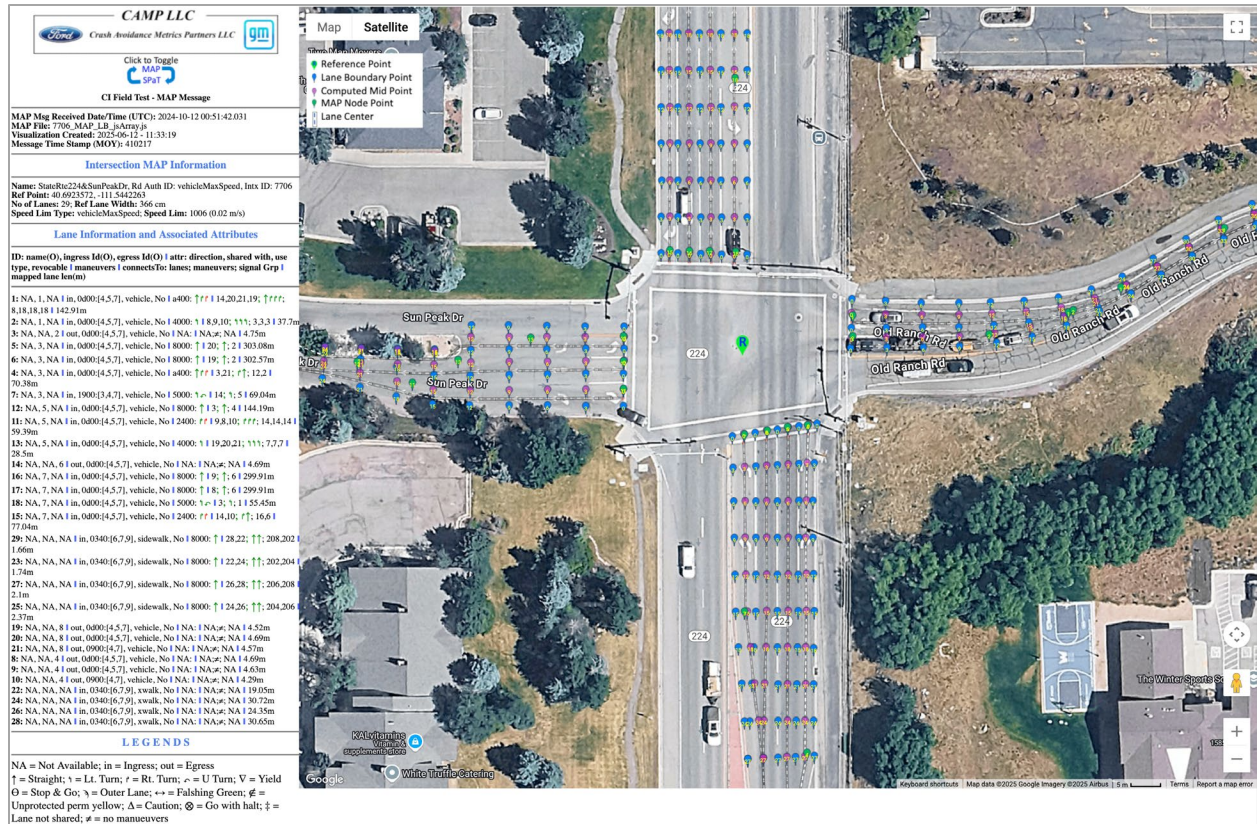 CAMP LLC
Ford
Crash Avoidance Metrics Partners LLC
gm
Click to Toggle
MAP
SPaT
CI Field Test - MAP Message
MAP Msg Received Date/Time (UTC): 2024-10-12 00:51:42.031
MAP File: 7706_MAP_LB_jsArray.js
Visualization Created: 2025-06-12 - 11:33:19
Message Time Stamp (MOY): 410217
Intersection MAP Information
Name: StateRte224&SunPeakDr, Rd Auth ID: vehicleMaxSpeed, Intx ID: 7706
Ref Point: 40.6923572, -111.5442263
No of Lanes: 29; Ref Lane Width: 366 cm
Speed Lim Type: vehicleMaxSpeed; Speed Lim: 1006 (0.02 m/s)
Lane Information and Associated Attributes
ID: name(O), ingress Id(O), egress Id(O) | attr: direction, shared with, use
type, revocable | maneuvers | connectsTo: lanes; maneuvers; signal Grp |
mapped lane len(m)
1: NA, 1, NA | in, 0d00:[4,5,7], vehicle, No | a400: ↑↱↱ | 14,20,21,19; ↑↱↱↱;
8,18,18,18 | 142.91m
2: NA, 1, NA | in, 0d00:[4,5,7], vehicle, No | 4000: ↰ | 8,9,10; ↰↰↰; 3,3,3 | 37.7m
3: NA, NA, 2 | out, 0d00:[4,5,7], vehicle, No | NA: | NA;≠; NA | 4.75m
5: NA, 3, NA | in, 0d00:[4,5,7], vehicle, No | 8000: ↑ | 20; ↑; 2 | 303.08m
6: NA, 3, NA | in, 0d00:[4,5,7], vehicle, No | 8000: ↑ | 19; ↑; 2 | 302.57m
4: NA, 3, NA | in, 0d00:[4,5,7], vehicle, No | a400: ↑↱↱ | 3,21; ↱↑; 12,2 |
70.38m
7: NA, 3, NA | in, 1900:[3,4,7], vehicle, No | 5000: ↰⤺ | 14; ↰; 5 | 69.04m
12: NA, 5, NA | in, 0d00:[4,5,7], vehicle, No | 8000: ↑ | 3; ↑; 4 | 144.19m
11: NA, 5, NA | in, 0d00:[4,5,7], vehicle, No | 2400: ↱↱ | 9,8,10; ↱↱↱; 14,14,14 |
59.39m
13: NA, 5, NA | in, 0d00:[4,5,7], vehicle, No | 4000: ↰ | 19,20,21; ↰↰↰; 7,7,7 |
28.5m
14: NA, NA, 6 | out, 0d00:[4,5,7], vehicle, No | NA: | NA;≠; NA | 4.69m
16: NA, 7, NA | in, 0d00:[4,5,7], vehicle, No | 8000: ↑ | 9; ↑; 6 | 299.91m
17: NA, 7, NA | in, 0d00:[4,5,7], vehicle, No | 8000: ↑ | 8; ↑; 6 | 299.91m
18: NA, 7, NA | in, 0d00:[4,5,7], vehicle, No | 5000: ↰⤺ | 3; ↰; 1 | 55.45m
15: NA, 7, NA | in, 0d00:[4,5,7], vehicle, No | 2400: ↱↱ | 14,10; ↱↑; 16,6 |
77.04m
29: NA, NA, NA | in, 0340:[6,7,9], sidewalk, No | 8000: ↑ | 28,22; ↑↑; 208,202 |
1.66m
23: NA, NA, NA | in, 0340:[6,7,9], sidewalk, No | 8000: ↑ | 22,24; ↑↑; 202,204 |
1.74m
27: NA, NA, NA | in, 0340:[6,7,9], sidewalk, No | 8000: ↑ | 26,28; ↑↑; 206,208 |
2.1m
25: NA, NA, NA | in, 0340:[6,7,9], sidewalk, No | 8000: ↑ | 24,26; ↑↑; 204,206 |
2.37m
19: NA, NA, 8 | out, 0d00:[4,5,7], vehicle, No | NA: | NA;≠; NA | 4.52m
20: NA, NA, 8 | out, 0d00:[4,5,7], vehicle, No | NA: | NA;≠; NA | 4.69m
21: NA, NA, 8 | out, 0900:[4,7], vehicle, No | NA: | NA;≠; NA | 4.57m
8: NA, NA, 4 | out, 0d00:[4,5,7], vehicle, No | NA: | NA;≠; NA | 4.69m
9: NA, NA, 4 | out, 0d00:[4,5,7], vehicle, No | NA: | NA;≠; NA | 4.63m
10: NA, NA, 4 | out, 0900:[4,7], vehicle, No | NA: | NA;≠; NA | 4.29m
22: NA, NA, NA | in, 0340:[6,7,9], xwalk, No | NA: | NA;≠; NA | 19.05m
24: NA, NA, NA | in, 0340:[6,7,9], xwalk, No | NA: | NA;≠; NA | 30.72m
26: NA, NA, NA | in, 0340:[6,7,9], xwalk, No | NA: | NA;≠; NA | 24.35m
28: NA, NA, NA | in, 0340:[6,7,9], xwalk, No | NA: | NA;≠; NA | 30.65m
LEGENDS
NA = Not Available; in = Ingress; out = Egress
↑ = Straight; ↰ = Lt. Turn; ↱ = Rt. Turn; ⤺ = U Turn; ∇ = Yield
Θ = Stop & Go; = Outer Lane; ↔ = Falshing Green; ∉ =
Unprotected perm yellow; Δ = Caution; ⊗ = Go with halt; ‡ =
Lane not shared; ≠ = no manueuvers
Map
Satellite
Reference Point
Lane Boundary Point
Computed Mid Point
MAP Node Point
Lane Center
224
Sun Peak Dr
Sun Peak Dr
k Dr
224
R
Old Ranch Rd
Old Ranch Rd
Old Ranch Rd
Old Ranch Rd
Old R
224
224
KALvitamins
Vitamin &
supplements store
White Truffle Catering
The Winter Sports Sc
Google
Keyboard shortcuts
Map data ©2025 Google Imagery ©2025 Airbus
5 m
Terms
Report a map error